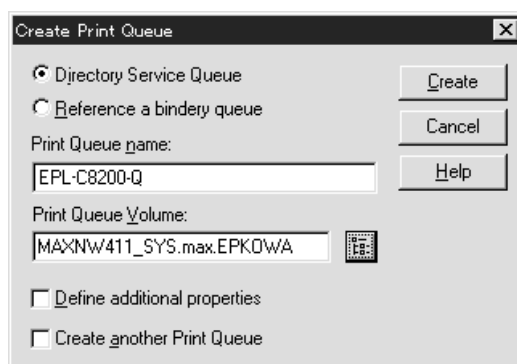 Create Print Queue
Directory Service Queue
Reference a bindery queue
Print Queue name:
EPL-C8200-Q
Print Queue Volume:
MAXNW411_SYS.max.EPKOWA
Define additional properties
Create another Print Queue
Create
Cancel
Help